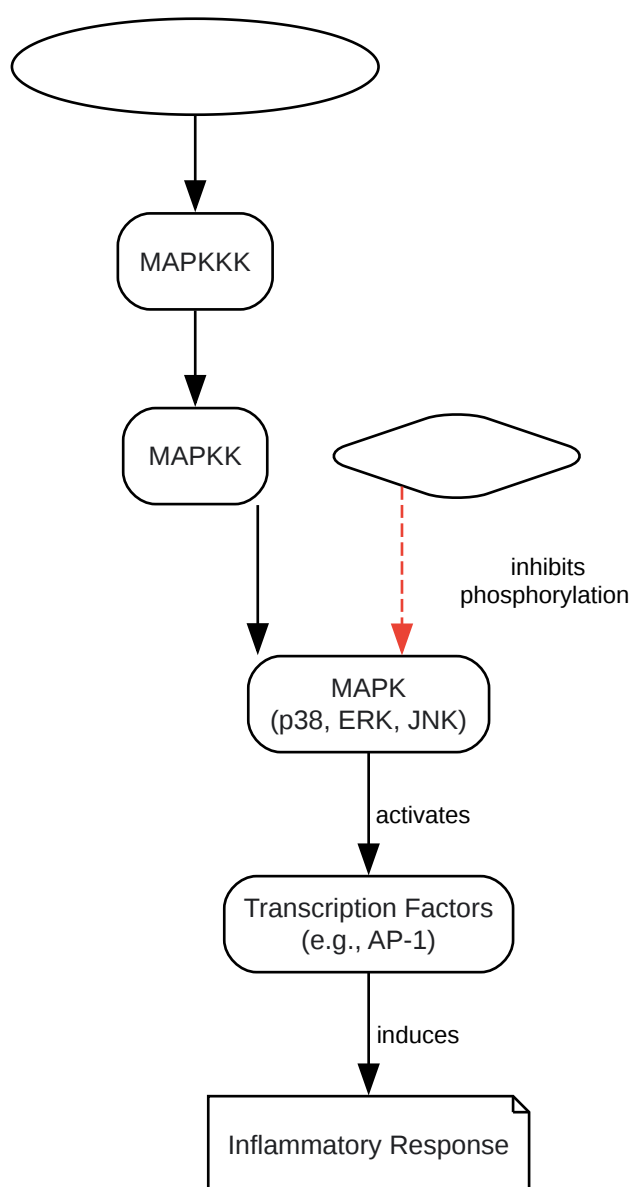 MAPKKK
MAPKK
inhibits
phosphorylation
MAPK
(p38, ERK, JNK)
activates
Transcription Factors
(e.g., AP-1)
induces
Inflammatory Response